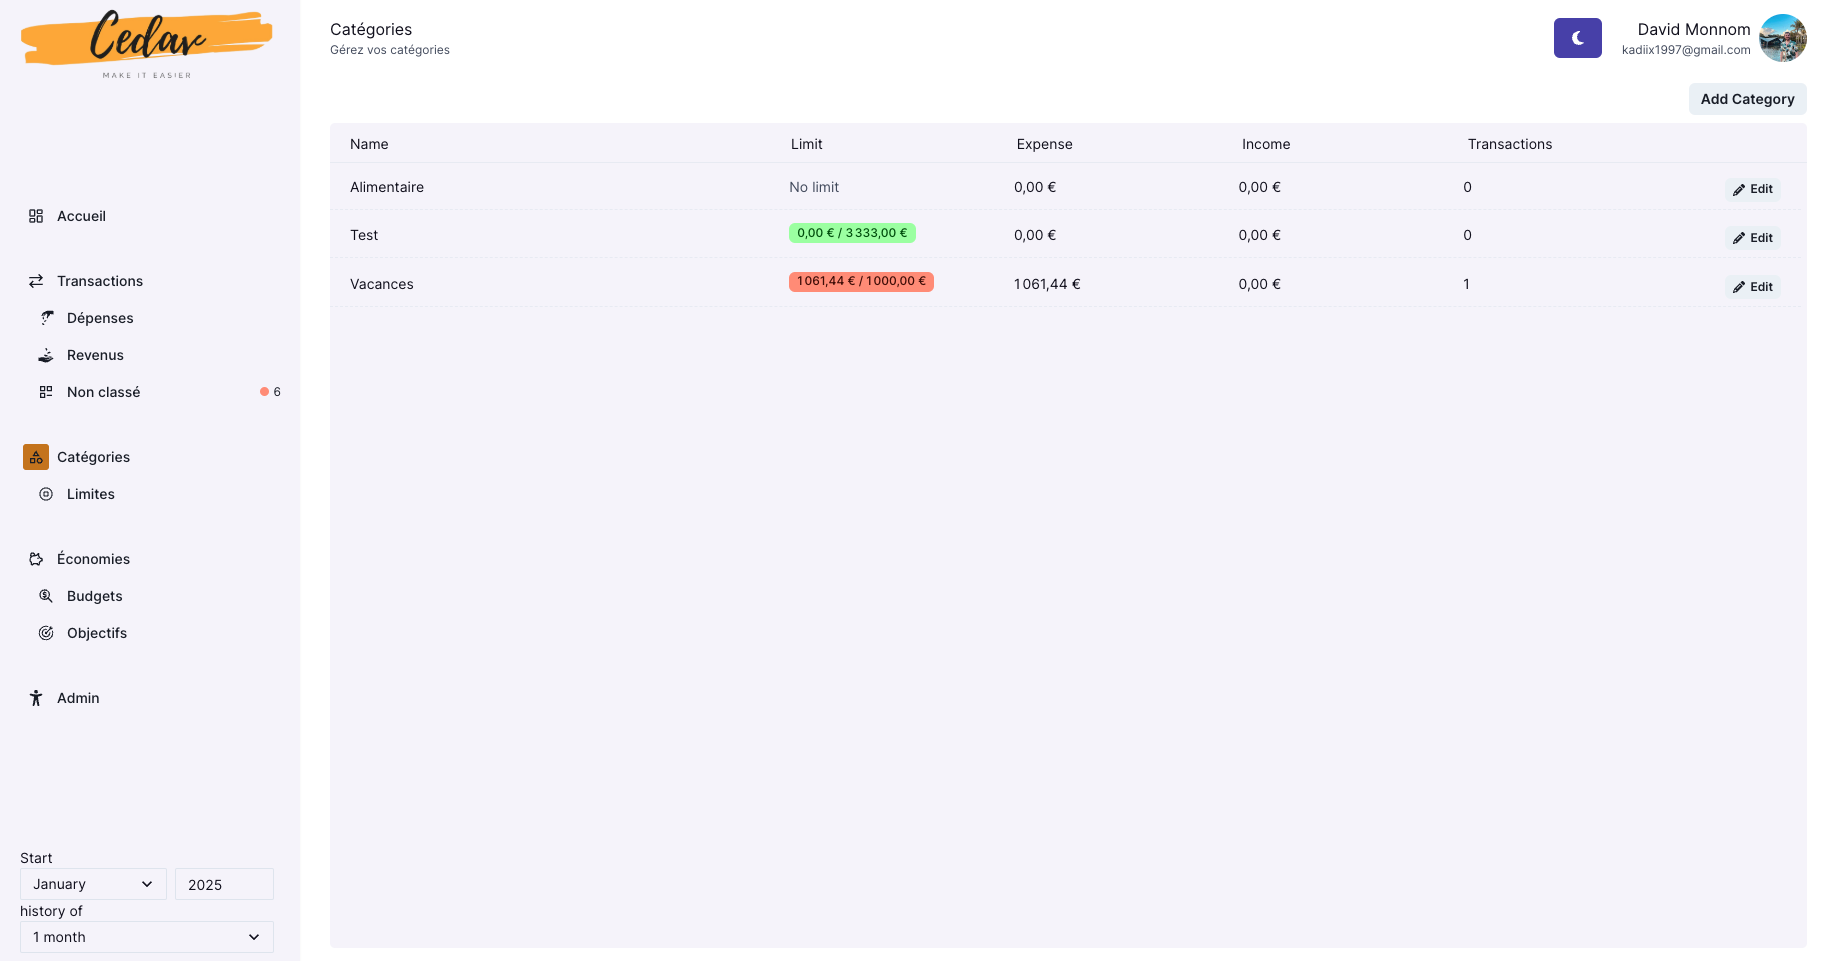 Cedav
MAKE IT EASIER
Accueil
Transactions
Dépenses
Revenus
Non classé 6
Catégories
Limites
Économies
Budgets
Objectifs
Admin
Start
January 2025
history of
1 month
Catégories
Gérez vos catégories
David Monnom
kadiix1997@gmail.com
Add Category
Name Limit Expense Income Transactions
Alimentaire No limit 0,00 € 0,00 € 0 Edit
Test 0,00 € / 3 333,00 € 0,00 € 0,00 € 0 Edit
Vacances 1 061,44 € / 1 000,00 € 1 061,44 € 0,00 € 1 Edit